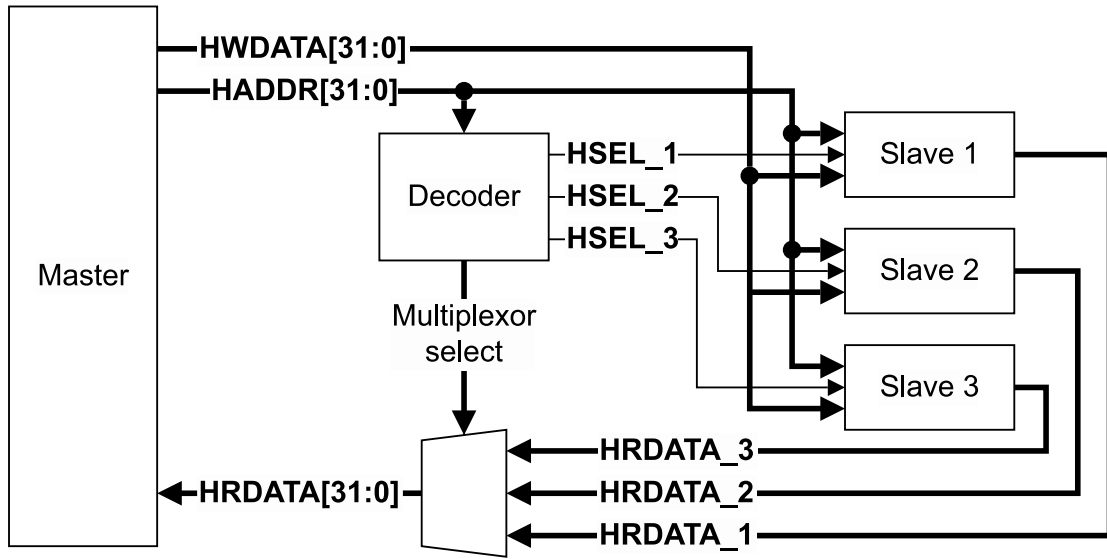 HWDATA[31:0]
HADDR[31:0]
HSEL_1
Slave 1
Decoder
HSEL_2
HSEL_3
Slave 2
Master
Multiplexor
select
Slave 3
HRDATA_3
HRDATA[31:0]
HRDATA_2
HRDATA_1